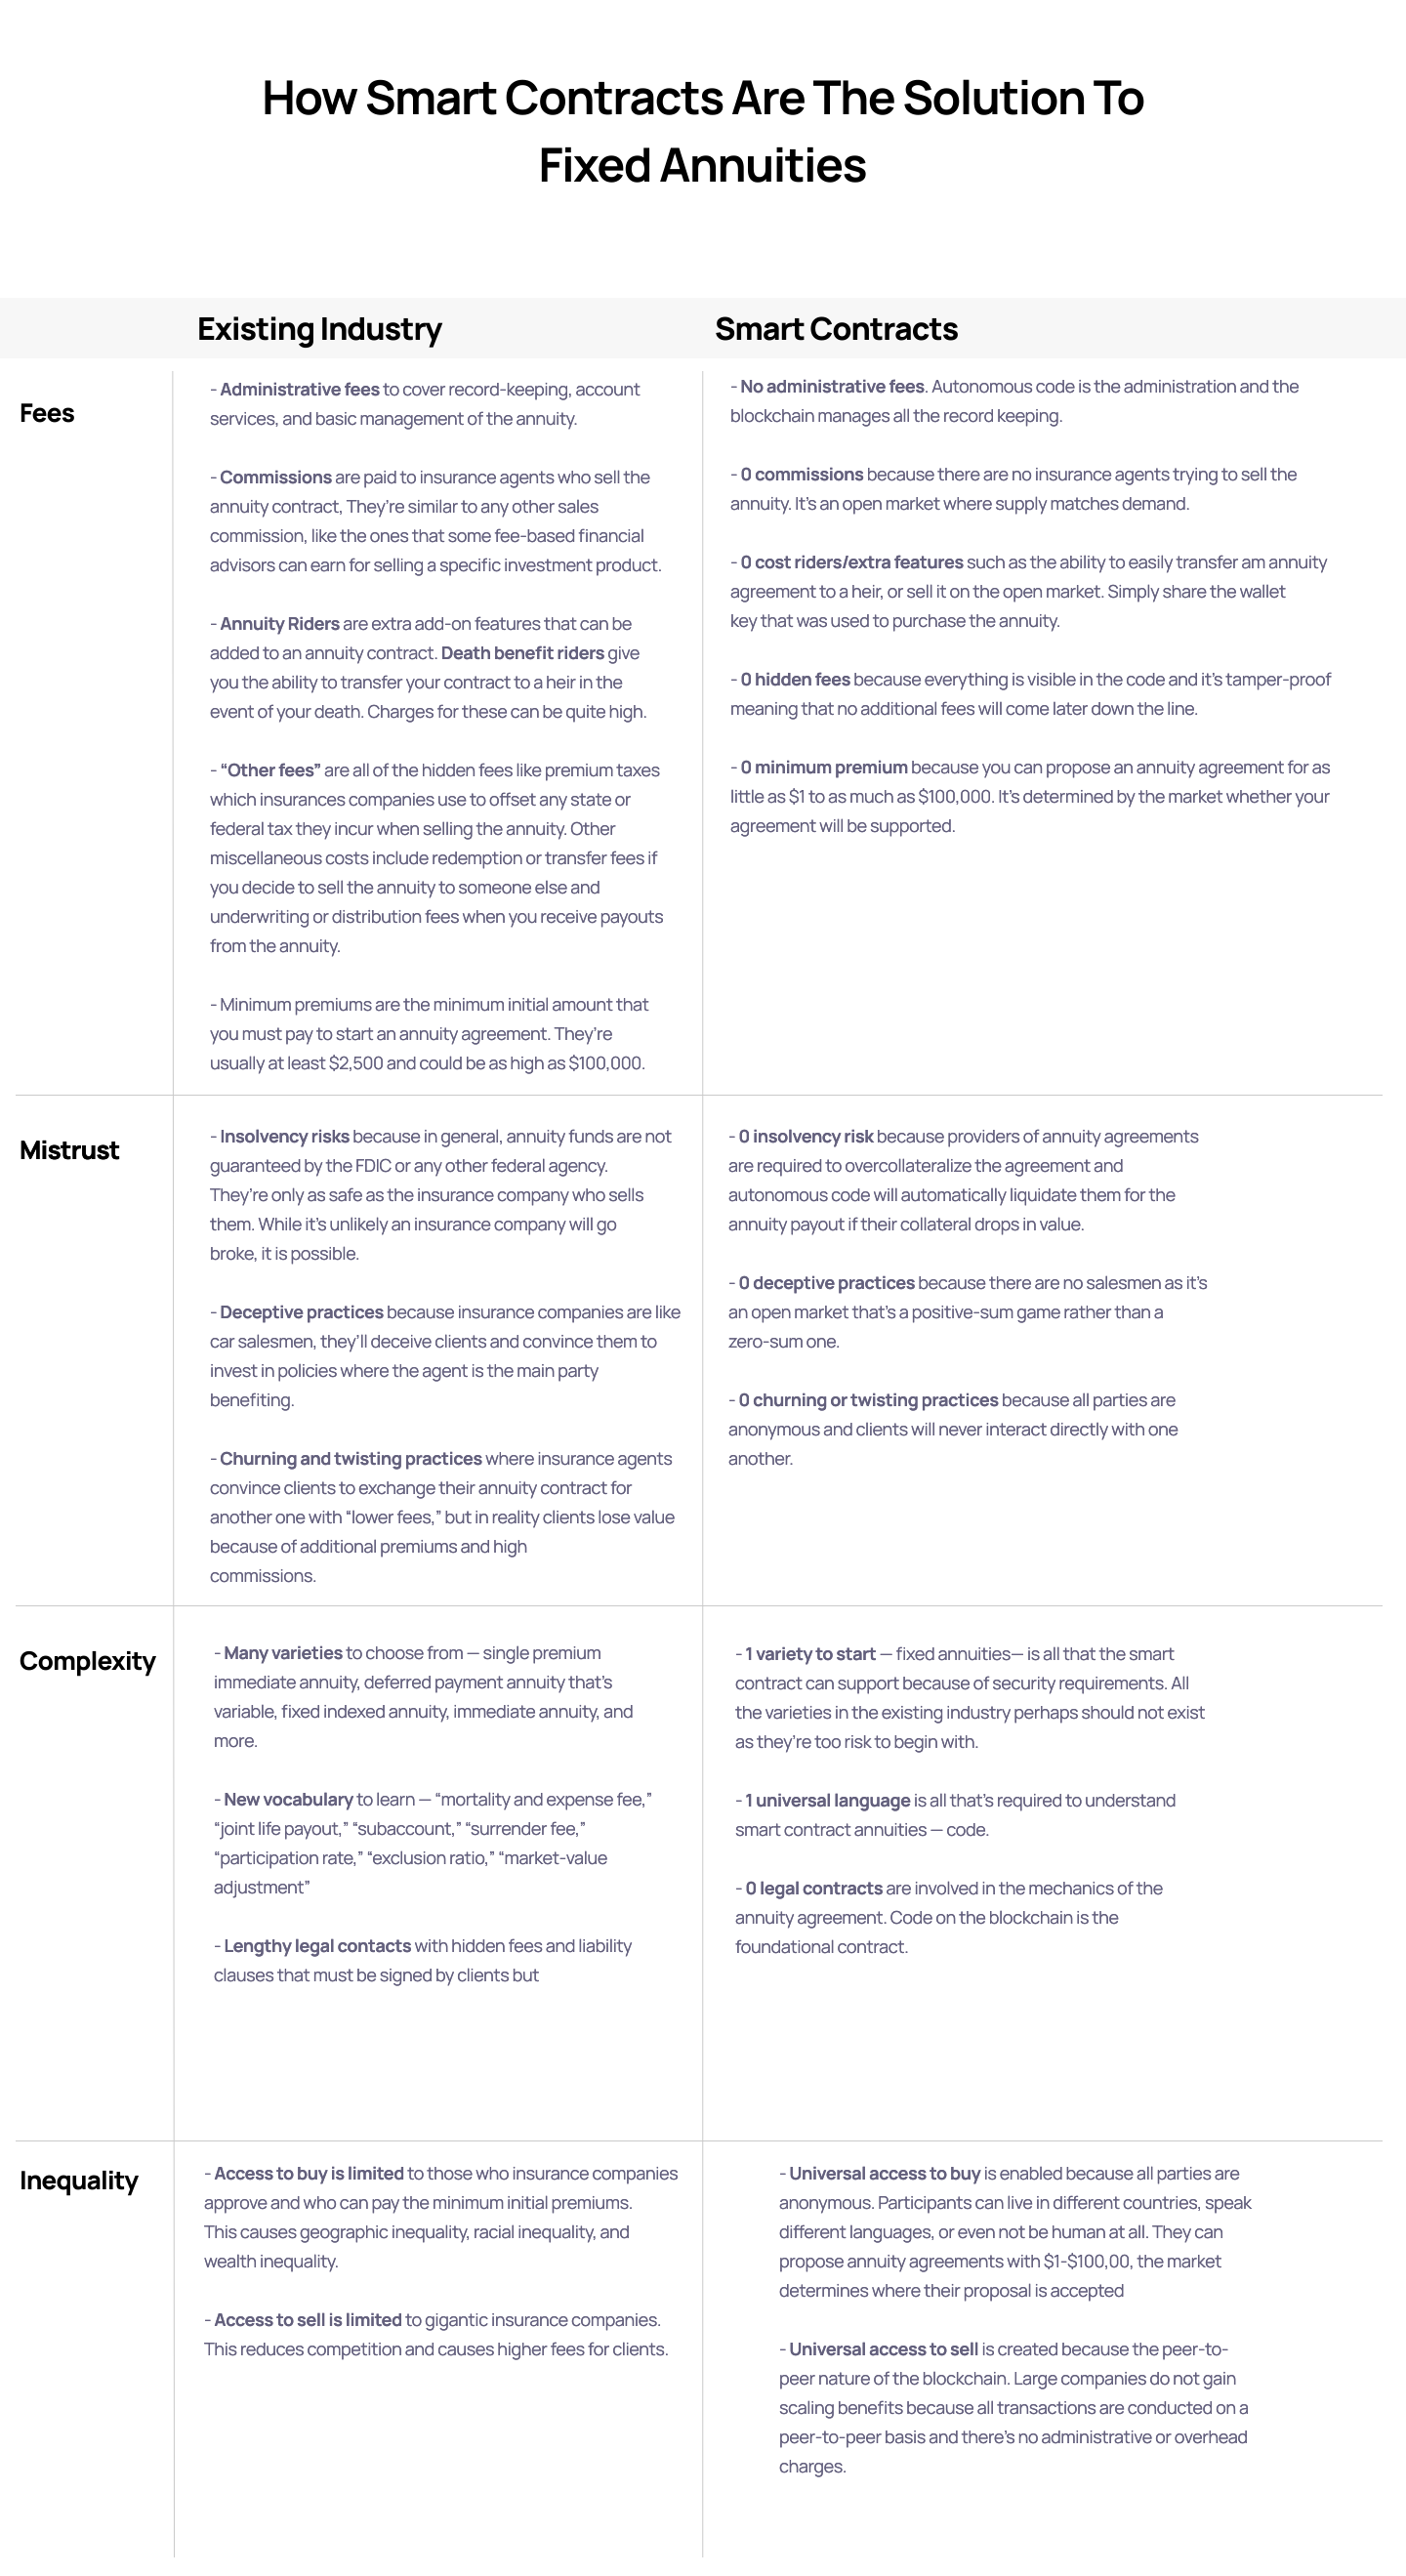 How Smart Contracts Are The Solution To
Fixed Annuities
Existing Industry
Smart Contracts
Fees
- Administrative fees to cover record-keeping, account
services, and basic management of the annuity.
- Commissions are paid to insurance agents who sell the
annuity contract, They're similar to any other sales
commission, like the ones that some fee-based financial
advisors can earn for selling a specific investment product.
- Annuity Riders are extra add-on features that can be
added to an annuity contract. Death benefit riders give
you the ability to transfer your contract to a heir in the
event of your death. Charges for these can be quite high.
- “Other fees” are all of the hidden fees like premium taxes
which insurances companies use to offset any state or
federal tax they incur when selling the annuity. Other
miscellaneous costs include redemption or transfer fees if
you decide to sell the annuity to someone else and
underwriting or distribution fees when you receive payouts
from the annuity.
- Minimum premiums are the minimum initial amount that
you must pay to start an annuity agreement. They're
usually at least $2,500 and could be as high as $100,000.
- No administrative fees. Autonomous code is the administration and the
blockchain manages all the record keeping.
- 0 commissions because there are no insurance agents trying to sell the
annuity. It's an open market where supply matches demand.
- 0 cost riders/extra features such as the ability to easily transfer am annuity
agreement to a heir, or sell it on the open market. Simply share the wallet
key that was used to purchase the annuity.
- 0 hidden fees because everything is visible in the code and it's tamper-proof
meaning that no additional fees will come later down the line.
- 0 minimum premium because you can propose an annuity agreement for as
little as $1 to as much as $100,000. It's determined by the market whether your
agreement will be supported.
Mistrust
- Insolvency risks because in general, annuity funds are not
guaranteed by the FDIC or any other federal agency.
They're only as safe as the insurance company who sells
them. While it's unlikely an insurance company will go
broke, it is possible.
- Deceptive practices because insurance companies are like
car salesmen, they'll deceive clients and convince them to
invest in policies where the agent is the main party
benefiting.
- Churning and twisting practices where insurance agents
convince clients to exchange their annuity contract for
another one with “lower fees,” but in reality clients lose value
because of additional premiums and high
commissions.
- 0 insolvency risk because providers of annuity agreements
are required to overcollateralize the agreement and
autonomous code will automatically liquidate them for the
annuity payout if their collateral drops in value.
- 0 deceptive practices because there are no salesmen as it's
an open market that's a positive-sum game rather than a
zero-sum one.
- 0 churning or twisting practices because all parties are
anonymous and clients will never interact directly with one
another.
Complexity
- Many varieties to choose from — single premium
immediate annuity, deferred payment annuity that's
variable, fixed indexed annuity, immediate annuity, and
more.
- New vocabulary to learn — “mortality and expense fee,”
“joint life payout,” “subaccount,” “surrender fee,”
“participation rate,” “exclusion ratio,” “market-value
adjustment”
- Lengthy legal contacts with hidden fees and liability
clauses that must be signed by clients but
- 1 variety to start — fixed annuities— is all that the smart
contract can support because of security requirements. All
the varieties in the existing industry perhaps should not exist
as they're too risk to begin with.
- 1 universal language is all that's required to understand
smart contract annuities — code.
- 0 legal contracts are involved in the mechanics of the
annuity agreement. Code on the blockchain is the
foundational contract.
Inequality
- Access to buy is limited to those who insurance companies
approve and who can pay the minimum initial premiums.
This causes geographic inequality, racial inequality, and
wealth inequality.
- Access to sell is limited to gigantic insurance companies.
This reduces competition and causes higher fees for clients.
- Universal access to buy is enabled because all parties are
anonymous. Participants can live in different countries, speak
different languages, or even not be human at all. They can
propose annuity agreements with $1-$100,00, the market
determines where their proposal is accepted
- Universal access to sell is created because the peer-to-
peer nature of the blockchain. Large companies do not gain
scaling benefits because all transactions are conducted on a
peer-to-peer basis and there's no administrative or overhead
charges.